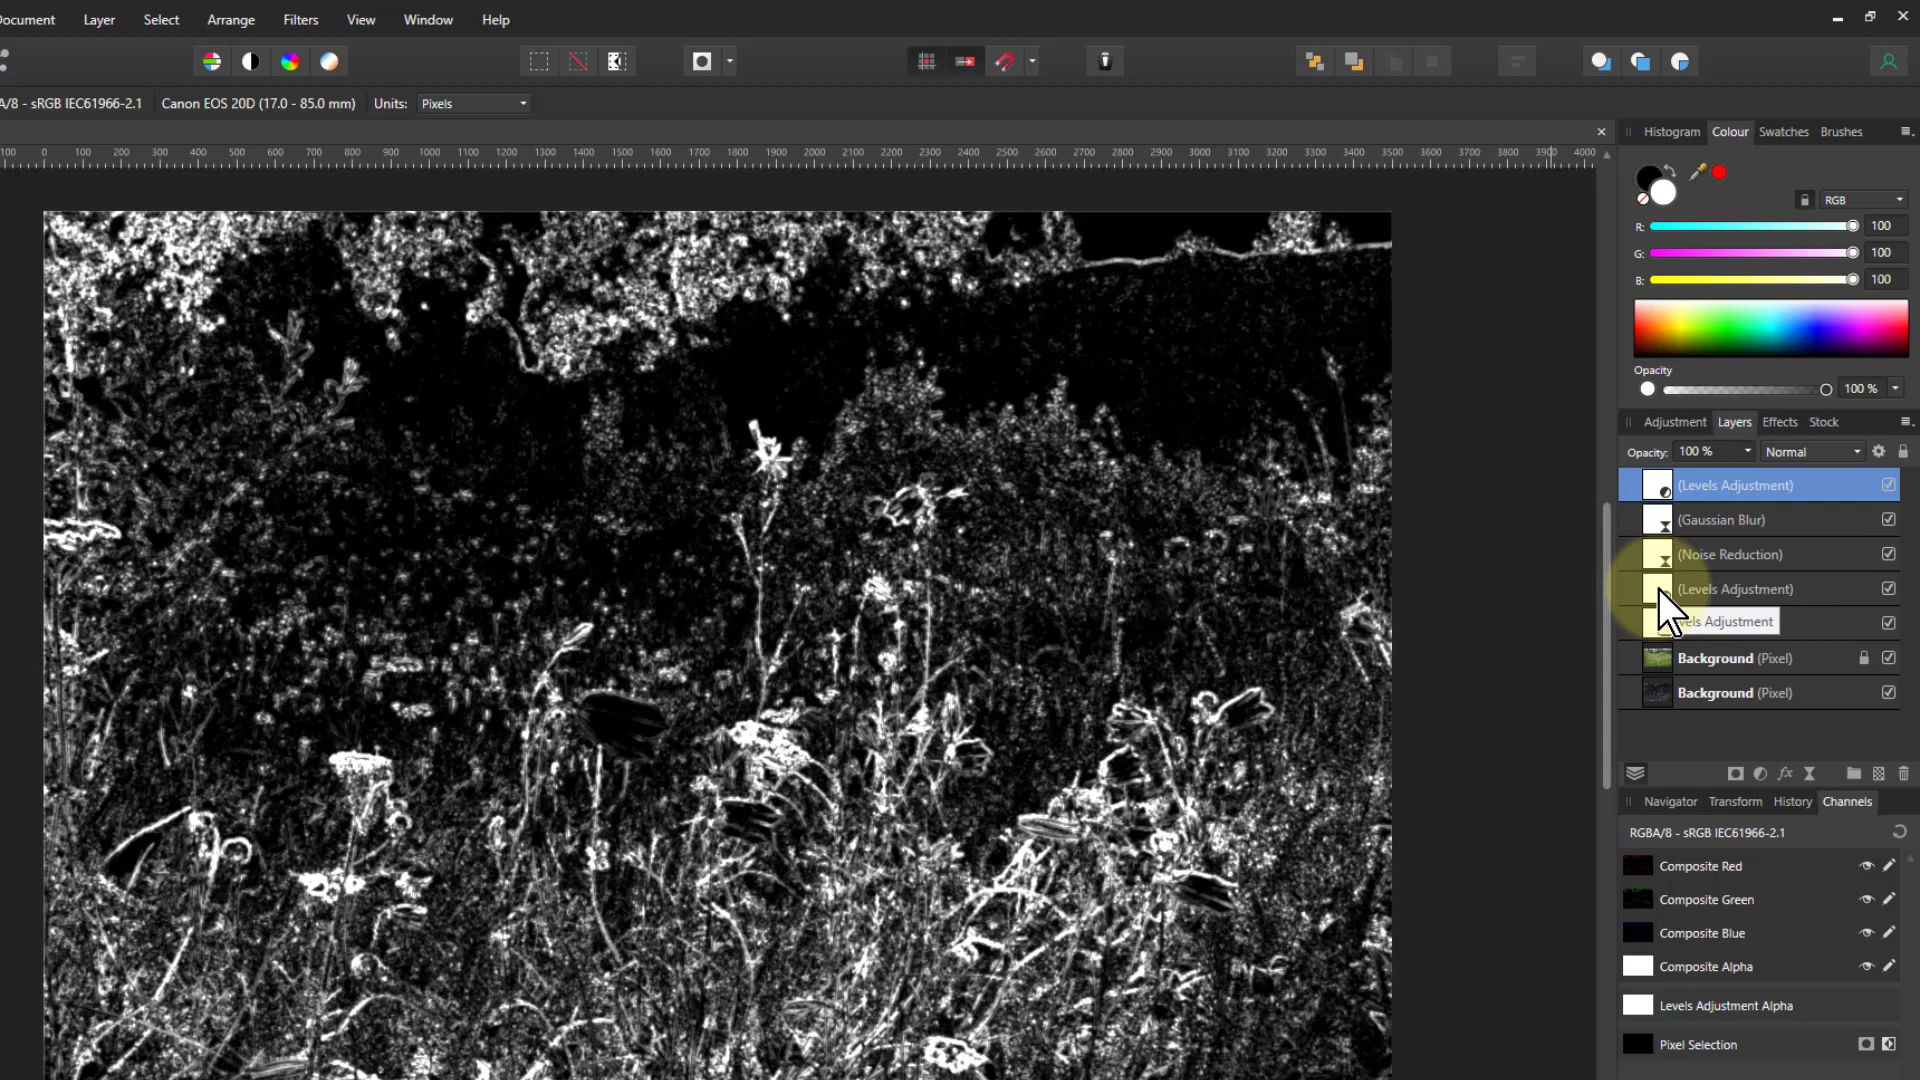 Document Layer Select Arrange Filters View Window Help
A/8 - sRGB IEC61966-2.1 Canon EOS 20D (17.0 - 85.0 mm) Units: Pixels
100 0 100 200 300 400 500 600 700 800 900 1000 1100 1200 1300 1400 1500 1600 1700 1800 1900 2000 2100 2200 2300 2400 2500 2600 2700 2800 2900 3000 3100 3200 3300 3400 3500 3600 3700 3800 3900 4000
Histogram Colour Swatches Brushes
RGB
R: 100
G: 100
B: 100
Opacity
100 %
Adjustment Layers Effects Stock
Opacity: 100 % Normal
(Levels Adjustment)
(Gaussian Blur)
(Noise Reduction)
(Levels Adjustment)
vels Adjustment
Background (Pixel)
Background (Pixel)
fx
Navigator Transform History Channels
RGBA/8 - sRGB IEC61966-2.1
Composite Red
Composite Green
Composite Blue
Composite Alpha
Levels Adjustment Alpha
Pixel Selection